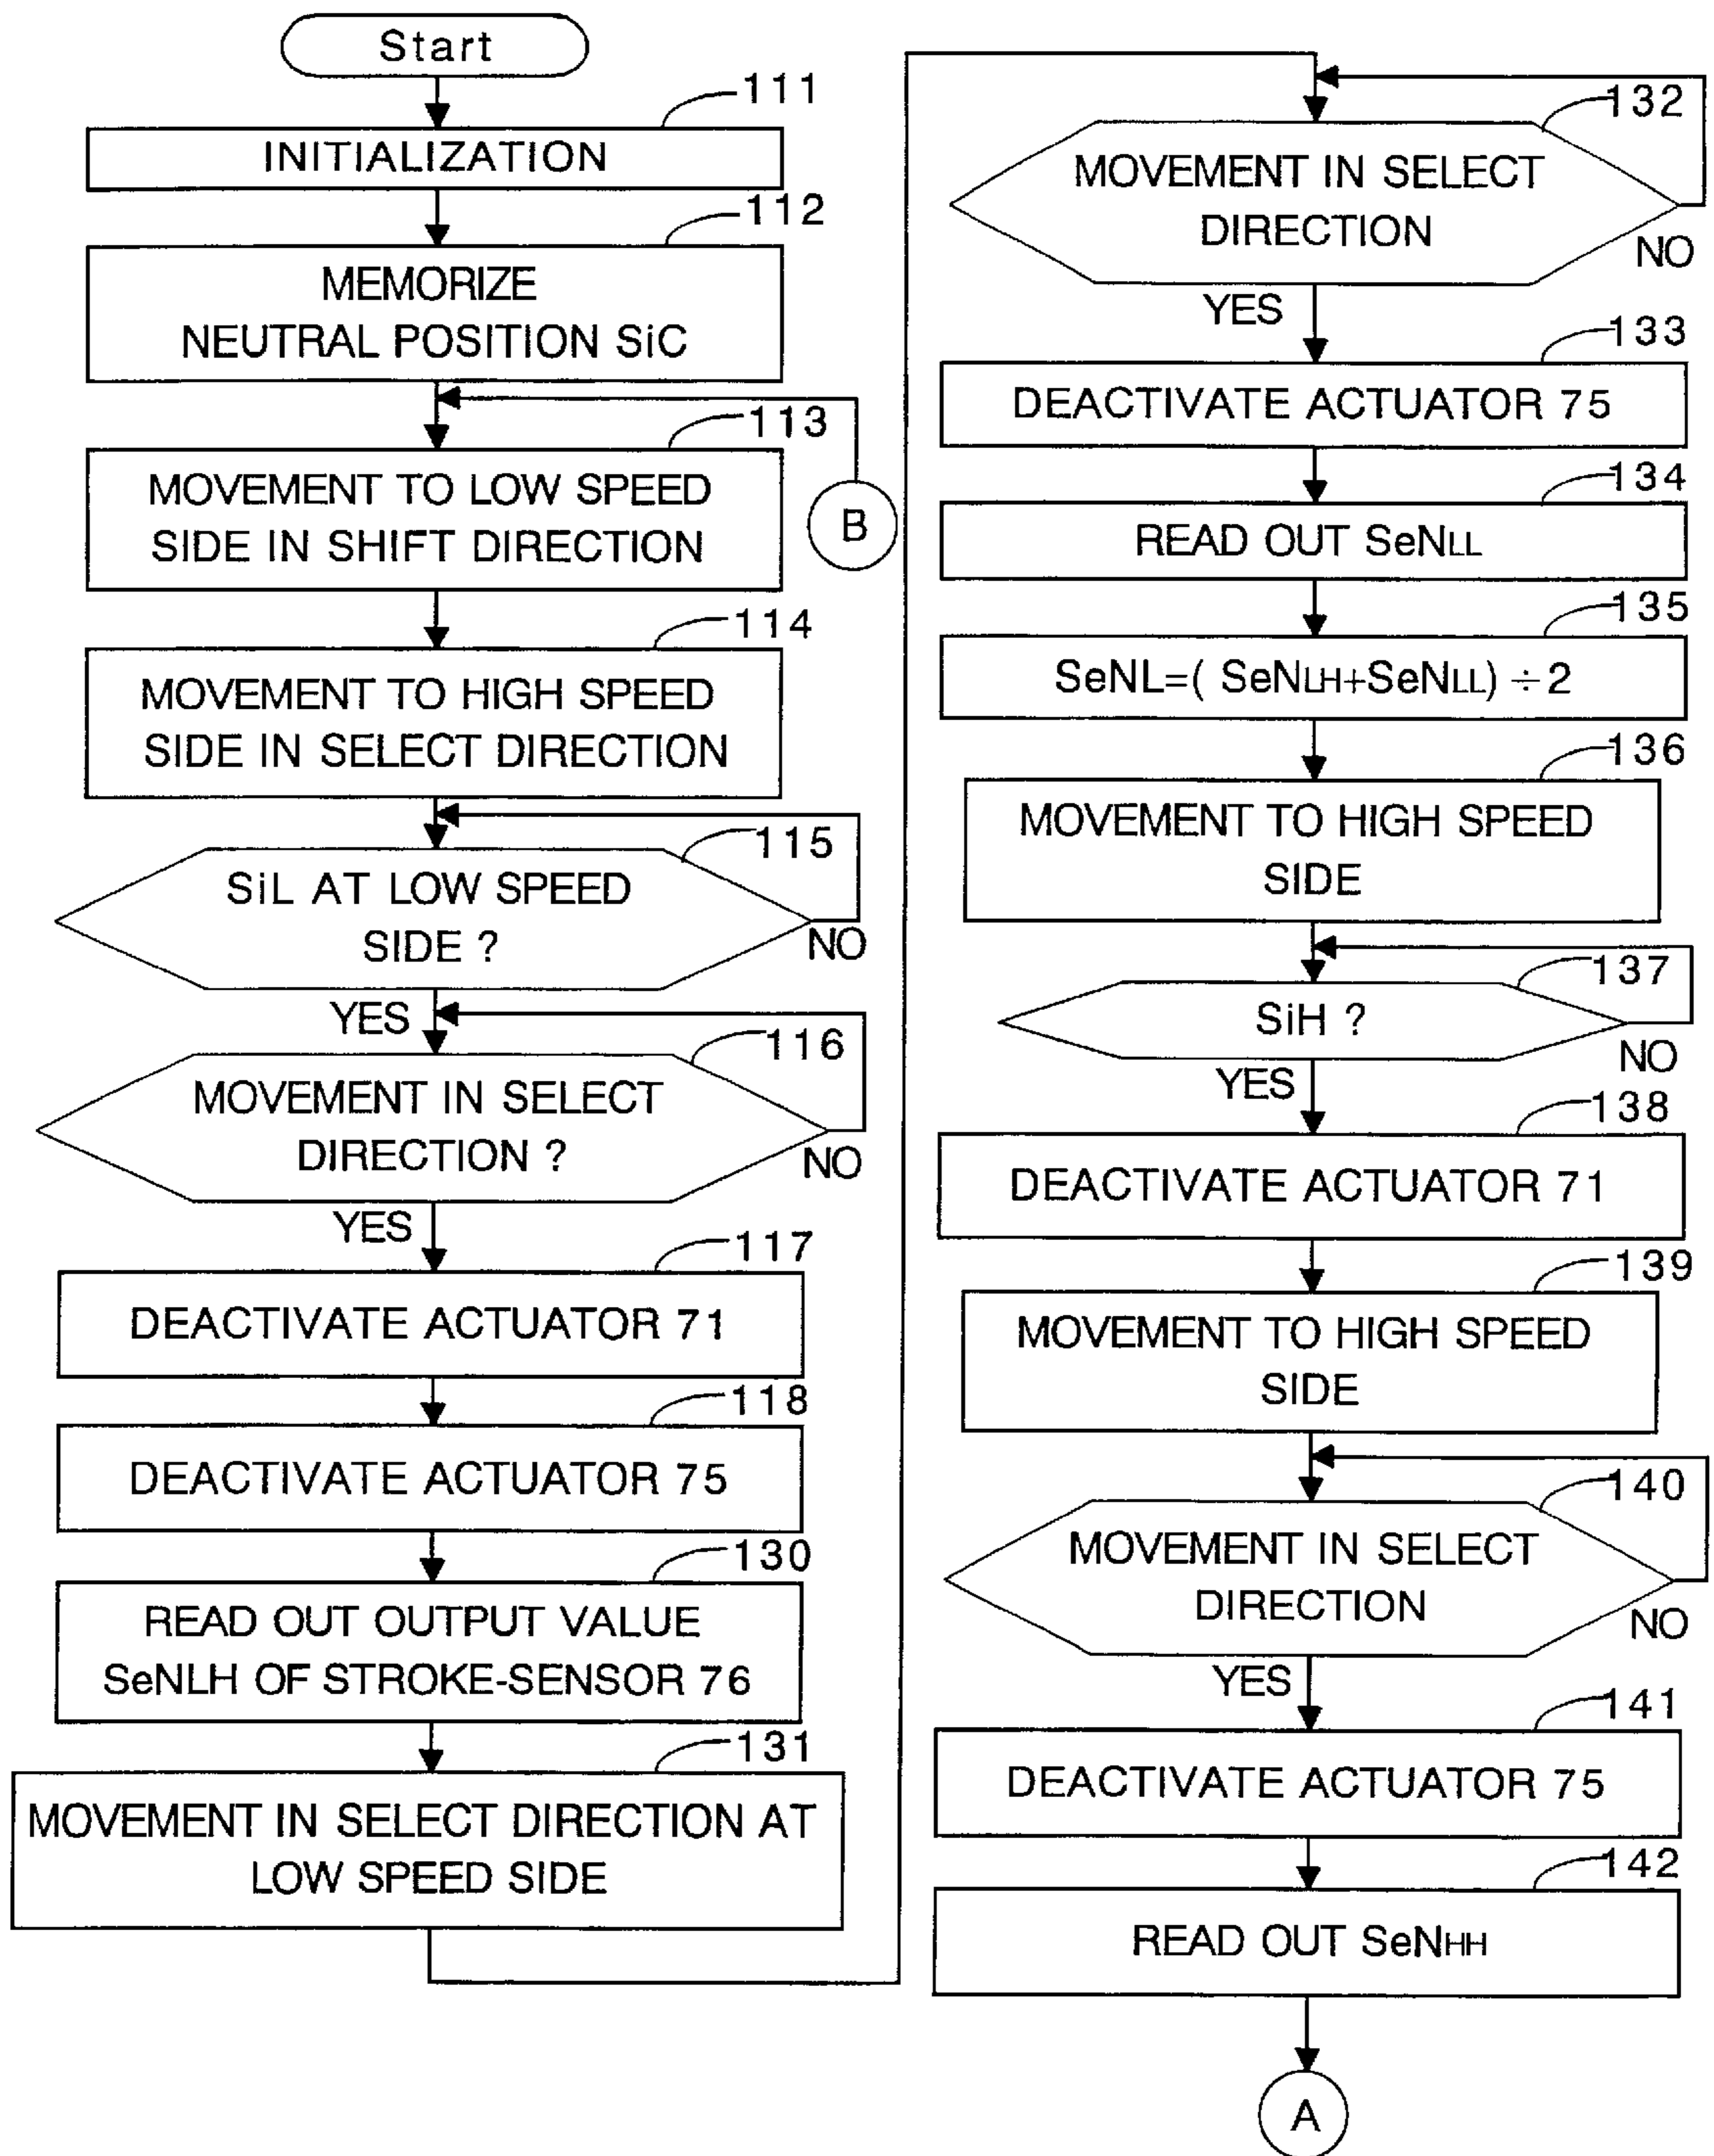 Start
111
INITIALIZATION
112
MEMORIZE
NEUTRAL POSITION SiC
113
MOVEMENT TO LOW SPEED
SIDE IN SHIFT DIRECTION
B
114
MOVEMENT TO HIGH SPEED
SIDE IN SELECT DIRECTION
115
SiL AT LOW SPEED
SIDE ?
NO
YES
116
MOVEMENT IN SELECT
DIRECTION ?
NO
YES
117
DEACTIVATE ACTUATOR 71
118
DEACTIVATE ACTUATOR 75
130
READ OUT OUTPUT VALUE
SeNLH OF STROKE-SENSOR 76
131
MOVEMENT IN SELECT DIRECTION AT
LOW SPEED SIDE
132
MOVEMENT IN SELECT
DIRECTION
NO
YES
133
DEACTIVATE ACTUATOR 75
134
READ OUT SeNLL
135
SeNL=( SeNLH+SeNLL) ÷2
136
MOVEMENT TO HIGH SPEED
SIDE
137
SiH ?
NO
YES
138
DEACTIVATE ACTUATOR 71
139
MOVEMENT TO HIGH SPEED
SIDE
140
MOVEMENT IN SELECT
DIRECTION
NO
YES
141
DEACTIVATE ACTUATOR 75
142
READ OUT SeNHH
A